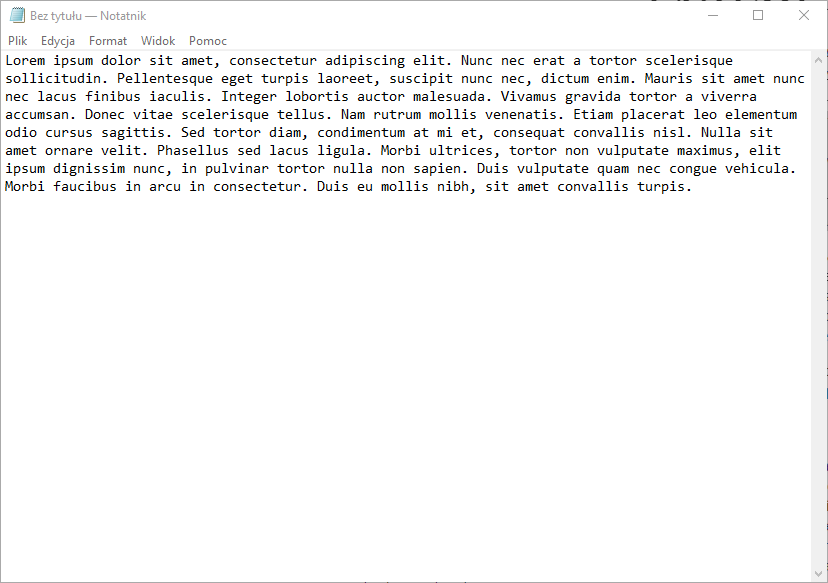 Bez tytułu — Notatnik
Plik Edycja Format Widok Pomoc
Lorem ipsum dolor sit amet, consectetur adipiscing elit. Nunc nec erat a tortor scelerisque
sollicitudin. Pellentesque eget turpis laoreet, suscipit nunc nec, dictum enim. Mauris sit amet nunc
nec lacus finibus iaculis. Integer lobortis auctor malesuada. Vivamus gravida tortor a viverra
accumsan. Donec vitae scelerisque tellus. Nam rutrum mollis venenatis. Etiam placerat leo elementum
odio cursus sagittis. Sed tortor diam, condimentum at mi et, consequat convallis nisl. Nulla sit
amet ornare velit. Phasellus sed lacus ligula. Morbi ultrices, tortor non vulputate maximus, elit
ipsum dignissim nunc, in pulvinar tortor nulla non sapien. Duis vulputate quam nec congue vehicula.
Morbi faucibus in arcu in consectetur. Duis eu mollis nibh, sit amet convallis turpis.